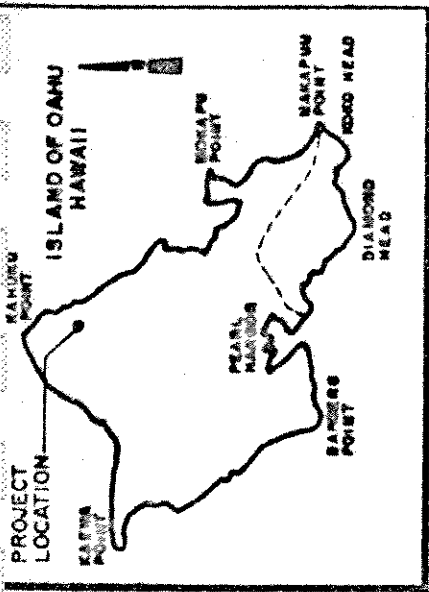 PROJECT
LOCATION
KAHUKU
POINT
ISLAND OF OAHU
HAWAII
KAENA
POINT
MOKAPU
POINT
PEARL
HARBOR
MAKAPUU
POINT
KOKO HEAD
BARBERS
POINT
DIAMOND
HEAD